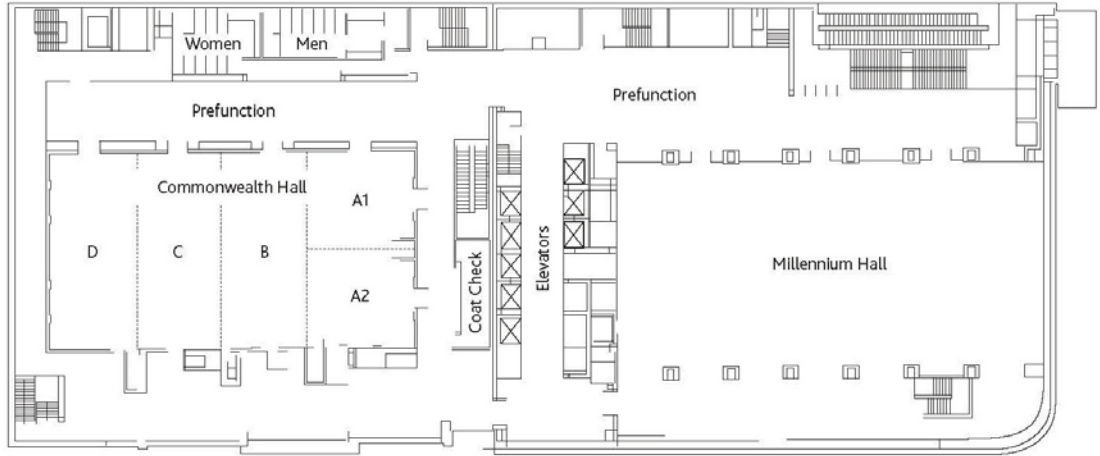 Women
Men
Prefunction
Prefunction
Commonwealth Hall
A1
D
C
B
A2
Coat Check
Elevators
Millennium Hall